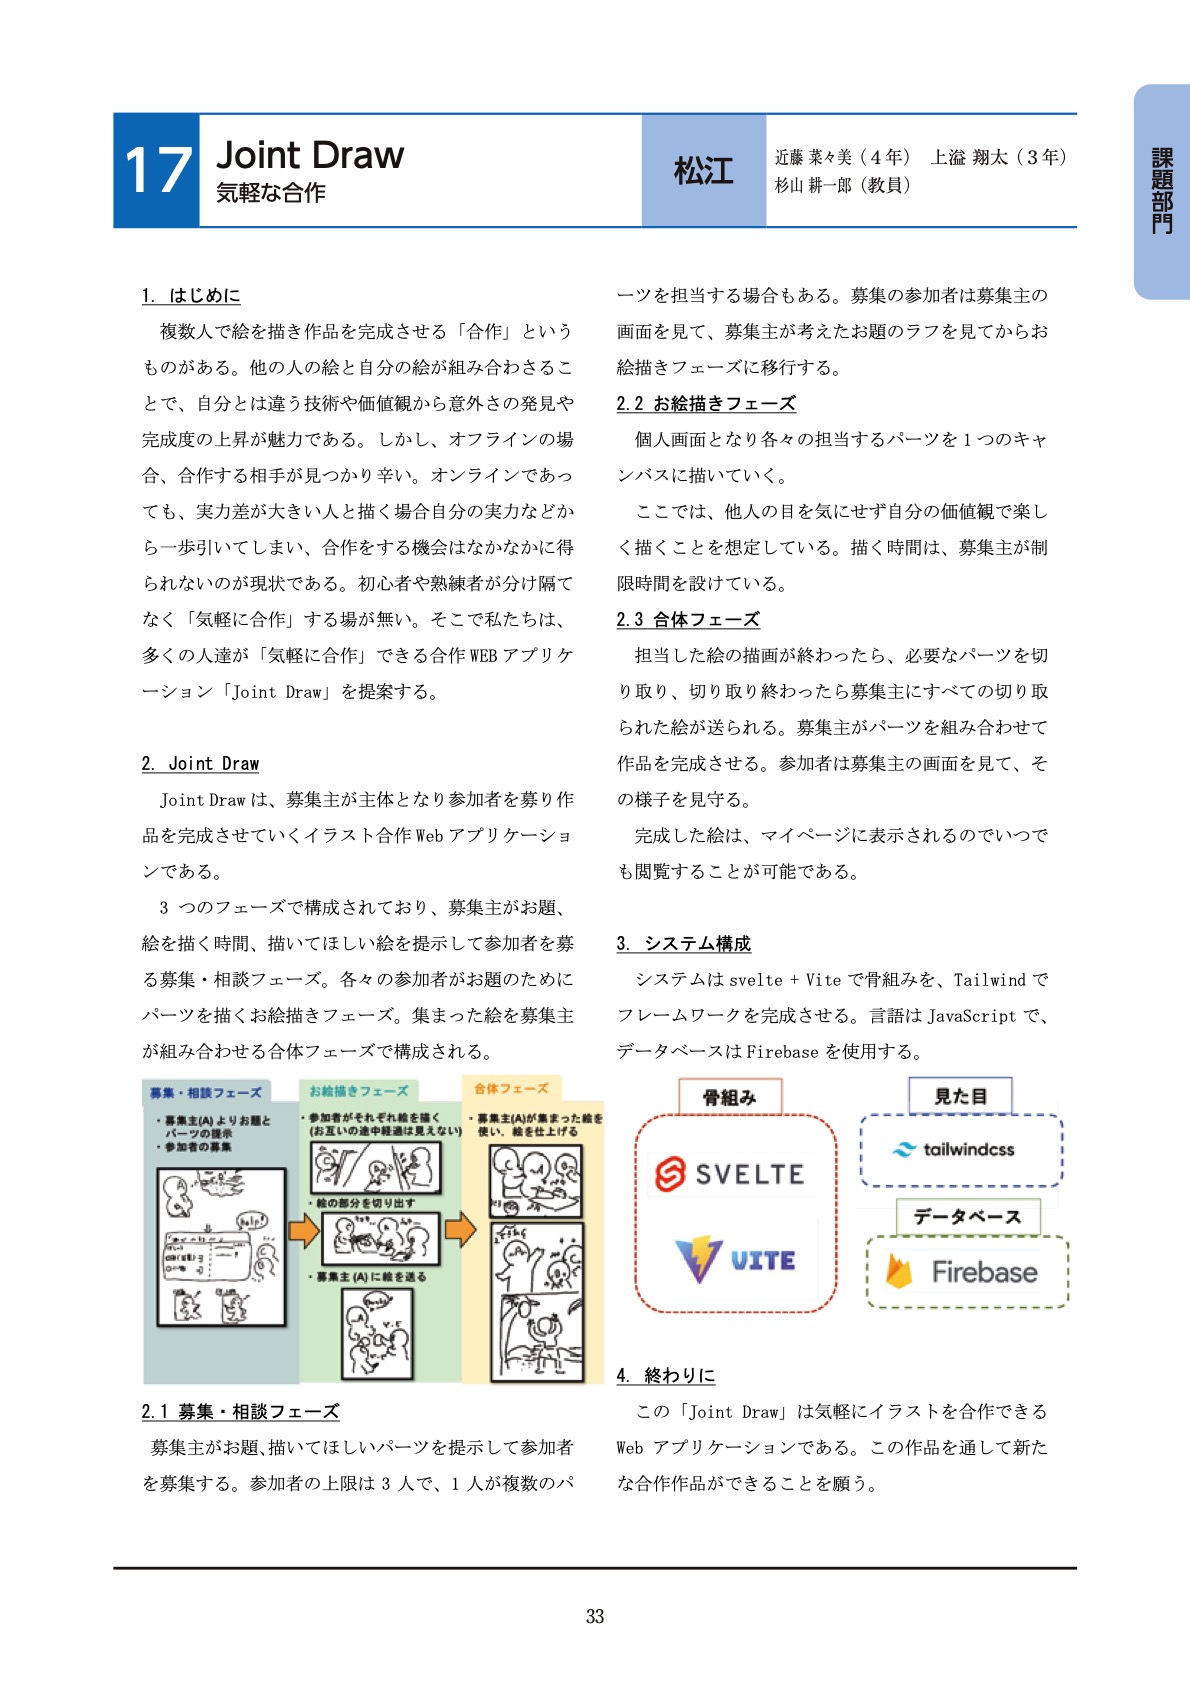 17
Joint Draw
気軽な合作
松江
近藤 菜々美（４年）　上溢 翔太（３年）
杉山 耕一郎（教員）
課題部門
1. はじめに
複数人で絵を描き作品を完成させる「合作」という
ものがある。他の人の絵と自分の絵が組み合わさるこ
とで、自分とは違う技術や価値観から意外さの発見や
完成度の上昇が魅力である。しかし、オフラインの場
合、合作する相手が見つかり辛い。オンラインであっ
ても、実力差が大きい人と描く場合自分の実力などか
ら一歩引いてしまい、合作をする機会はなかなかに得
られないのが現状である。初心者や熟練者が分け隔て
なく「気軽に合作」する場が無い。そこで私たちは、
多くの人達が「気軽に合作」できる合作 WEB アプリケ
ーション「Joint Draw」を提案する。
2. Joint Draw
Joint Draw は、募集主が主体となり参加者を募り作
品を完成させていくイラスト合作 Web アプリケーショ
ンである。
3 つのフェーズで構成されており、募集主がお題、
絵を描く時間、描いてほしい絵を提示して参加者を募
る募集・相談フェーズ。各々の参加者がお題のために
パーツを描くお絵描きフェーズ。集まった絵を募集主
が組み合わせる合体フェーズで構成される。
募集・相談フェーズ
・募集主(A) よりお題と
パーツの提示
・参加者の募集
help!
お絵描きフェーズ
・参加者がそれぞれ絵を描く
(お互いの途中経過は見えない)
・絵の部分を切り出す
・募集主 (A) に絵を送る
合体フェーズ
・募集主(A)が集まった絵を
使い、絵を仕上げる
2.1 募集・相談フェーズ
募集主がお題、描いてほしいパーツを提示して参加者
を募集する。参加者の上限は 3 人で、1 人が複数のパ
ーツを担当する場合もある。募集の参加者は募集主の
画面を見て、募集主が考えたお題のラフを見てからお
絵描きフェーズに移行する。
2.2 お絵描きフェーズ
個人画面となり各々の担当するパーツを 1 つのキャ
ンバスに描いていく。
ここでは、他人の目を気にせず自分の価値観で楽し
く描くことを想定している。描く時間は、募集主が制
限時間を設けている。
2.3 合体フェーズ
担当した絵の描画が終わったら、必要なパーツを切
り取り、切り取り終わったら募集主にすべての切り取
られた絵が送られる。募集主がパーツを組み合わせて
作品を完成させる。参加者は募集主の画面を見て、そ
の様子を見守る。
完成した絵は、マイページに表示されるのでいつで
も閲覧することが可能である。
3. システム構成
システムは svelte + Vite で骨組みを、Tailwind で
フレームワークを完成させる。言語は JavaScript で、
データベースは Firebase を使用する。
骨組み
SVELTE
VITE
見た目
tailwindcss
データベース
Firebase
4. 終わりに
この「Joint Draw」は気軽にイラストを合作できる
Web アプリケーションである。この作品を通して新た
な合作作品ができることを願う。
33